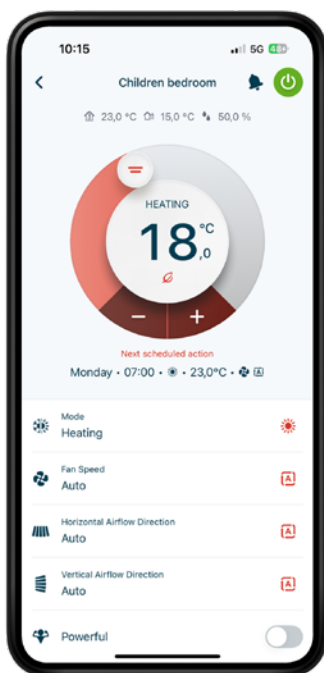 10:15 5G 48
Children bedroom
23,0 °C 15,0 °C 50,0 %
HEATING
18,0 °C
− +
Next scheduled action
Monday • 07:00 • • 23,0°C • A
Mode
Heating
Fan Speed
Auto
A
Horizontal Airflow Direction
Auto
A
Vertical Airflow Direction
Auto
A
Powerful